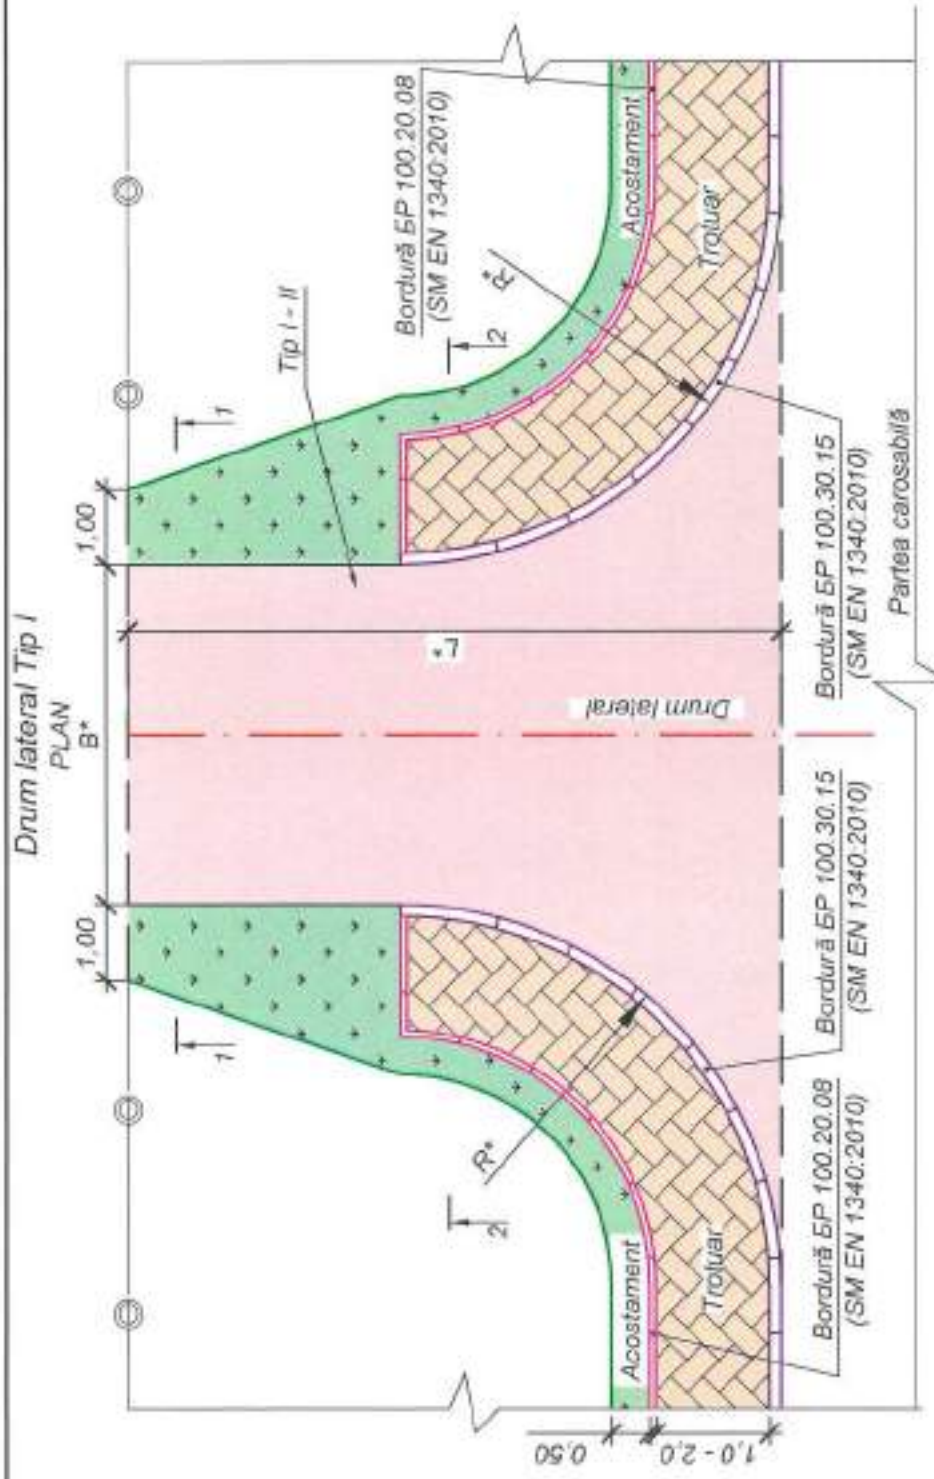 Drum lateral Tip I
PLAN
1,00
B*
1,00
1
1
Tip I - II
2
2
Bordură БР 100.20.08
(SM EN 1340:2010)
R*
R*
L*
Drum lateral
Acostament
Acostament
Trotuar
Trotuar
0,50
1,0 - 2,0
Bordură БР 100.20.08
(SM EN 1340:2010)
Bordură БР 100.30.15
(SM EN 1340:2010)
Bordură БР 100.30.15
(SM EN 1340:2010)
Partea carosabilă